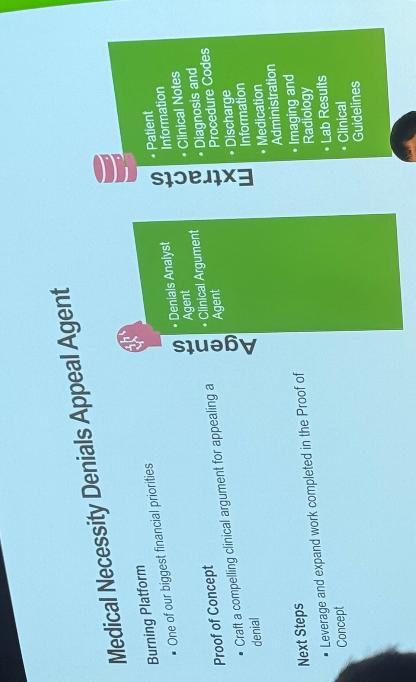 Medical Necessity Denials Appeal Agent
Burning Platform
• One of our biggest financial priorities
Proof of Concept
• Craft a compelling clinical argument for appealing a
denial
Next Steps
• Leverage and expand work completed in the Proof of
Concept
Agents
• Denials Analyst
Agent
• Clinical Argument
Agent
Extracts
• Patient
Information
• Clinical Notes
• Diagnosis and
Procedure Codes
• Discharge
Information
• Medication
Administration
• Imaging and
Radiology
• Lab Results
• Clinical
Guidelines